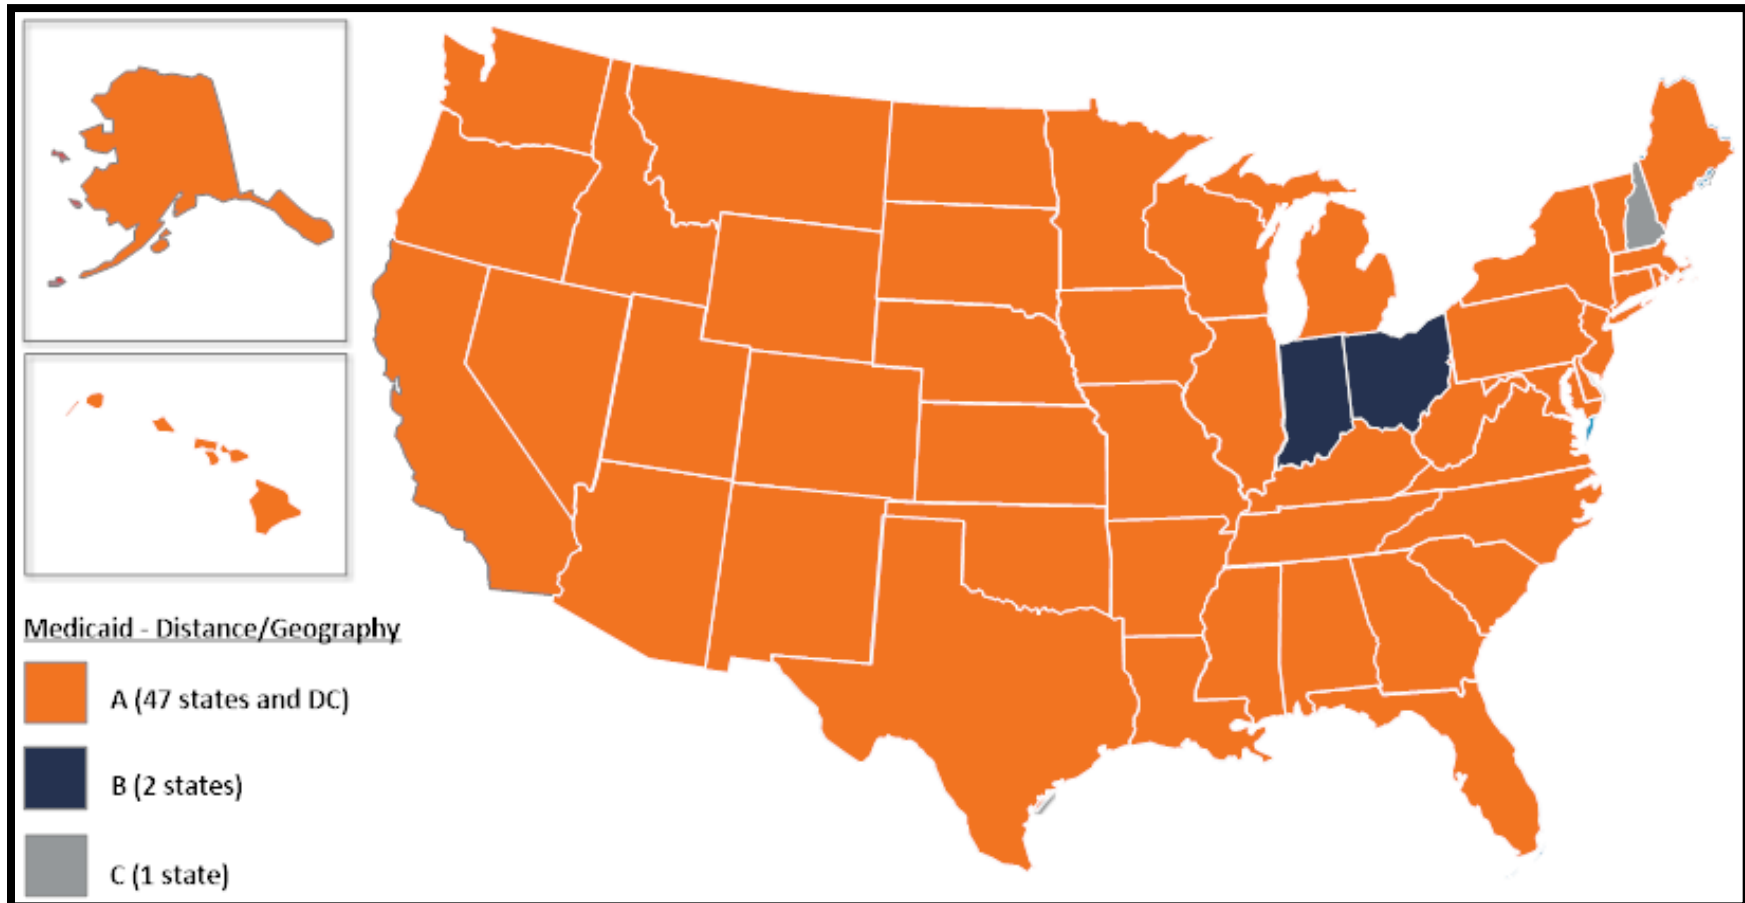 Medicaid - Distance/Geography
A (47 states and DC)
B (2 states)
C (1 state)